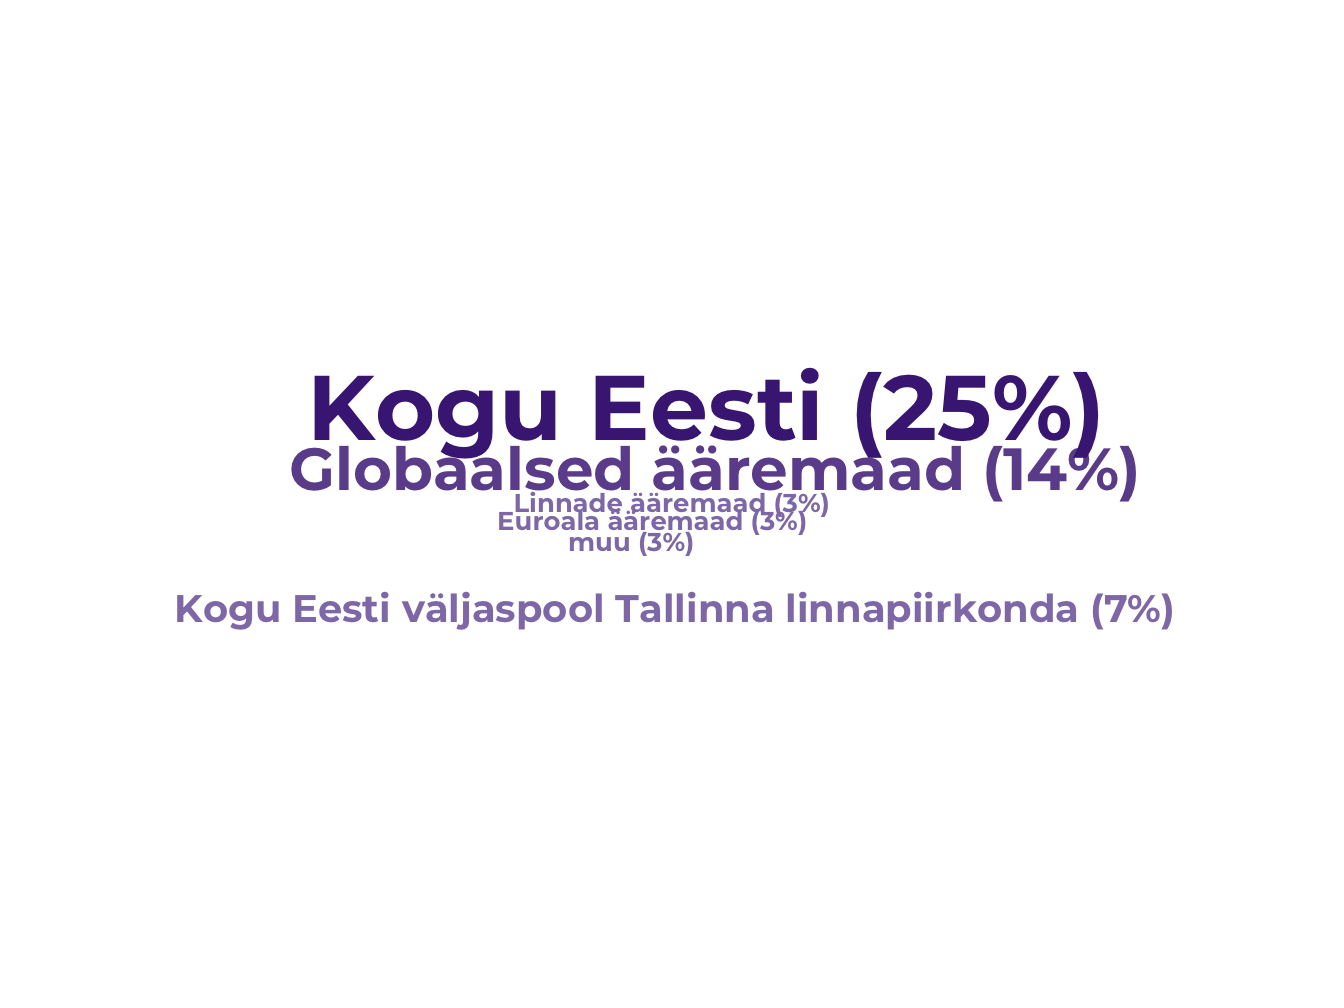 Kogu Eesti (25%)
Globaalsed ääremaad (14%)
Linnade ääremaad (3%)
Euroala ääremaad (3%)
muu (3%)
Kogu Eesti väljaspool Tallinna linnapiirkonda (7%)